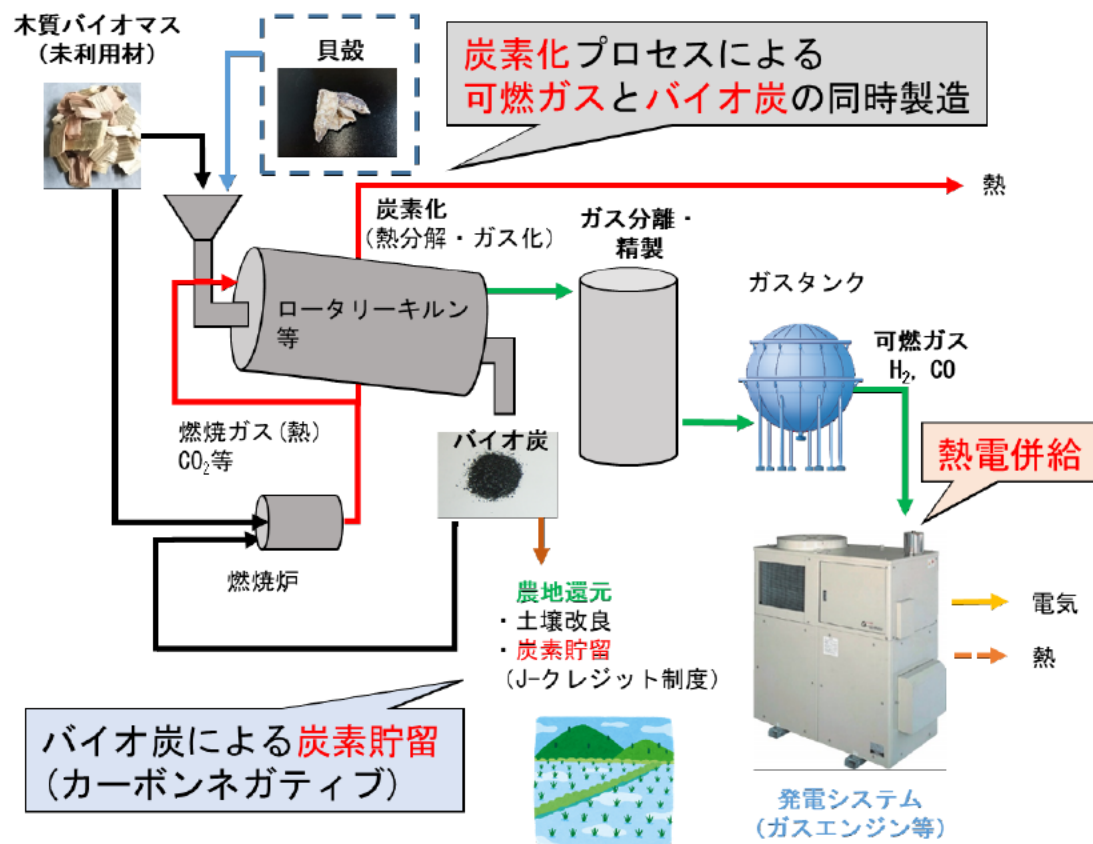 木質バイオマス
(未利用材)
貝殻
炭素化プロセスによる
可燃ガスとバイオ炭の同時製造
熱
炭素化
(熱分解・ガス化)
ガス分離・
精製
ガスタンク
ロータリーキルン
等
可燃ガス
H₂, CO
燃焼ガス(熱)
CO₂等
バイオ炭
熱電併給
燃焼炉
農地還元
・土壌改良
・炭素貯留
(J-クレジット制度)
電気
熱
バイオ炭による炭素貯留
(カーボンネガティブ)
発電システム
(ガスエンジン等)